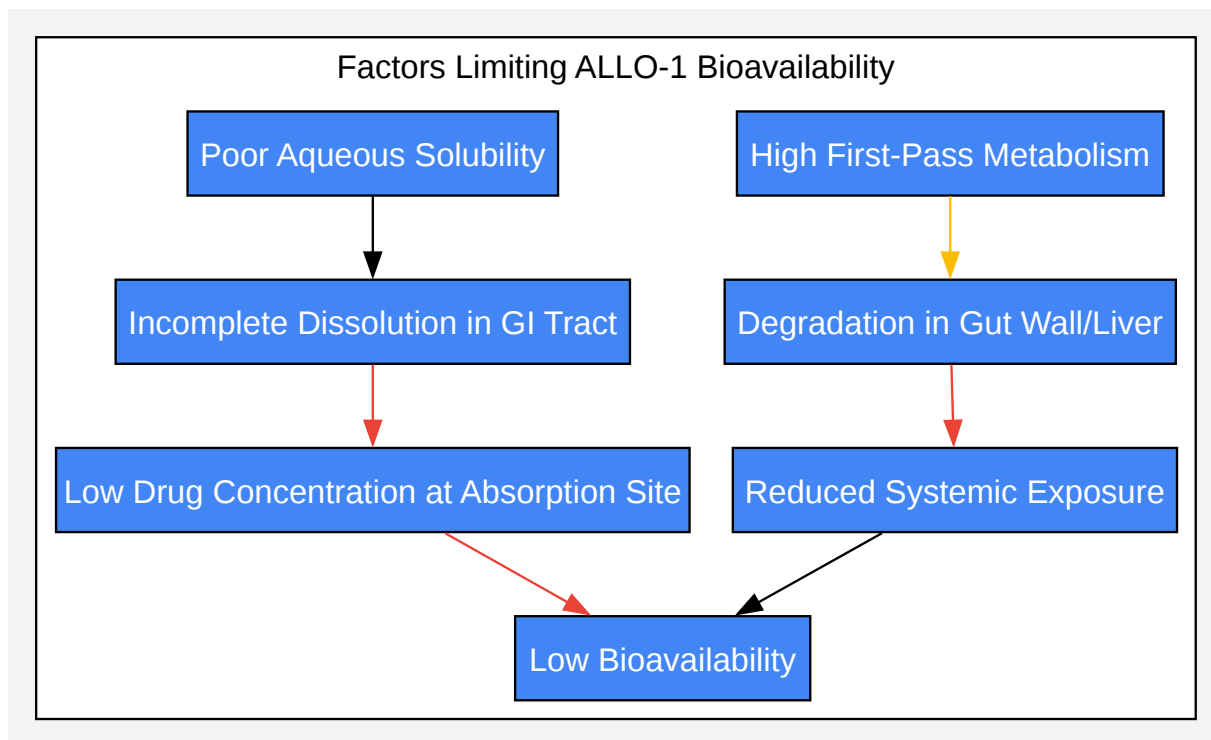 Factors Limiting ALLO-1 Bioavailability
Poor Aqueous Solubility
High First-Pass Metabolism
Incomplete Dissolution in GI Tract
Degradation in Gut Wall/Liver
Low Drug Concentration at Absorption Site
Reduced Systemic Exposure
Low Bioavailability